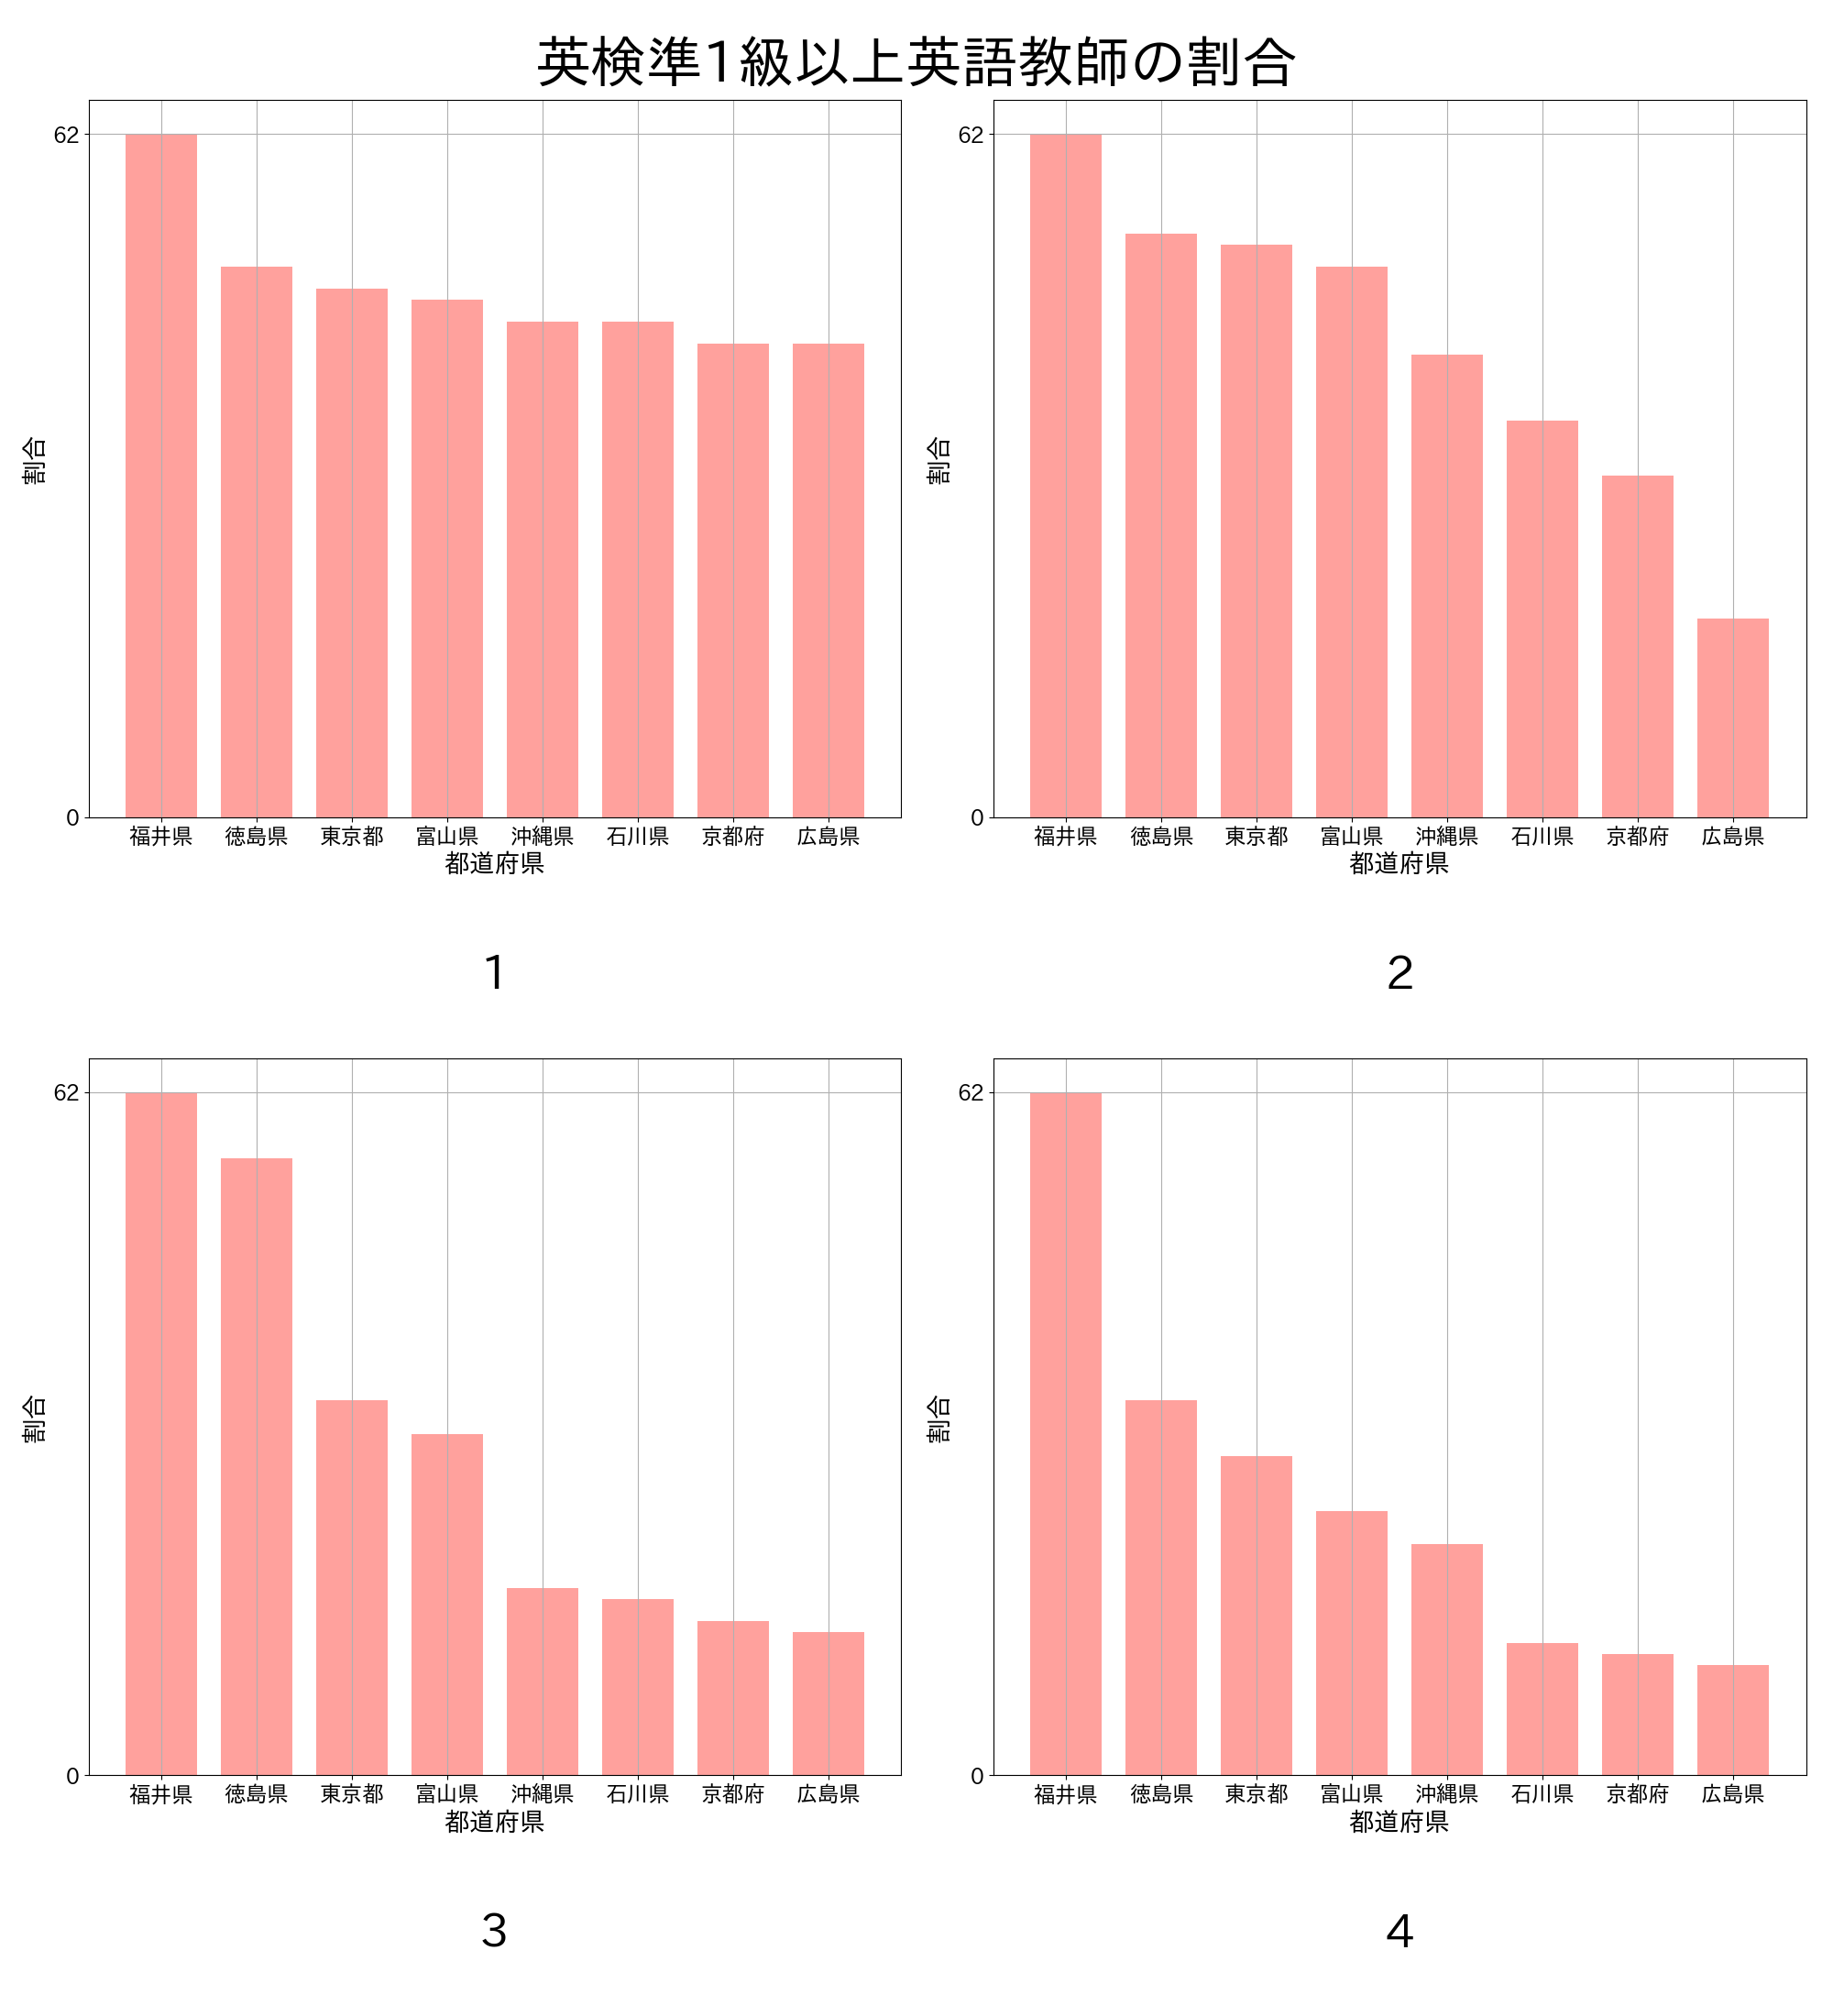 英検準1級以上英語教師の割合
62
0
割合
福井県 徳島県 東京都 富山県 沖縄県 石川県 京都府 広島県
都道府県
1
62
0
割合
福井県 徳島県 東京都 富山県 沖縄県 石川県 京都府 広島県
都道府県
2
62
0
割合
福井県 徳島県 東京都 富山県 沖縄県 石川県 京都府 広島県
都道府県
3
62
0
割合
福井県 徳島県 東京都 富山県 沖縄県 石川県 京都府 広島県
都道府県
4